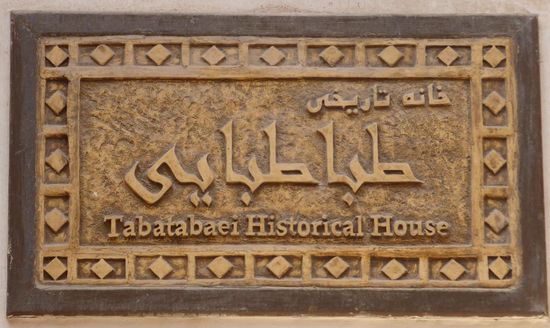 خانه تاریخی
طباطبایی
Tabatabaei Historical House